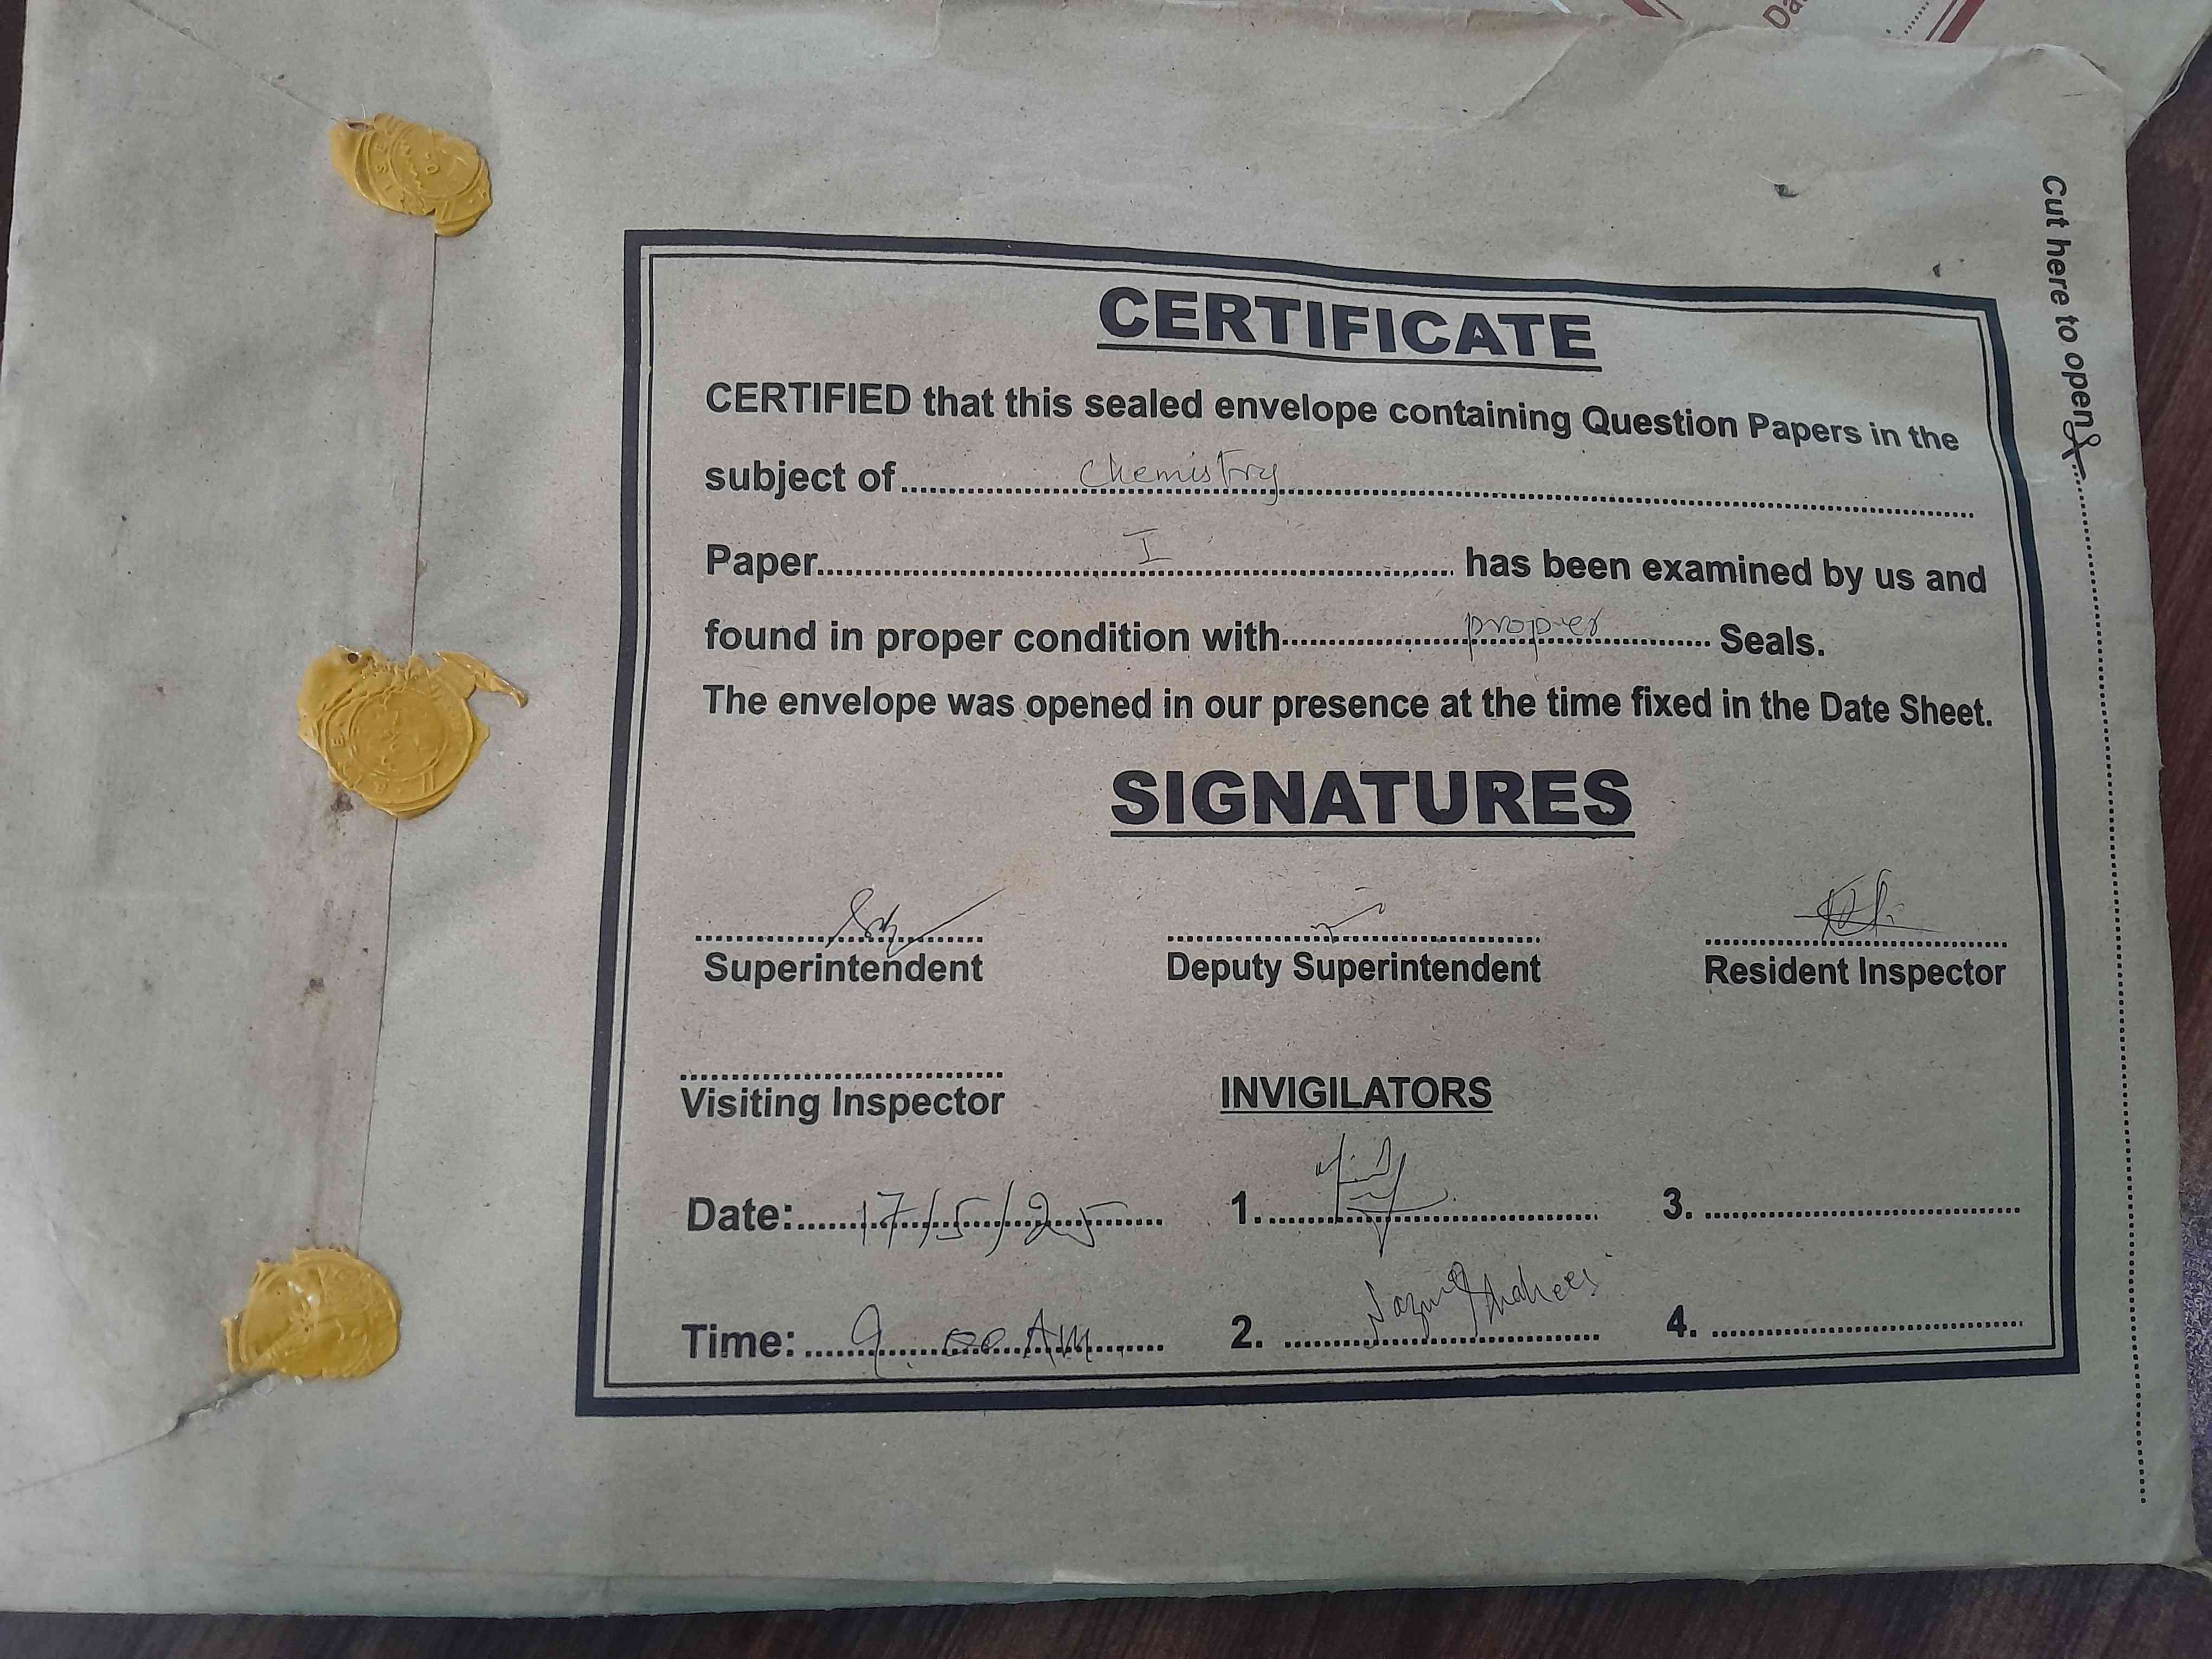 Da
Cut here to open
CERTIFICATE
CERTIFIED that this sealed envelope containing Question Papers in the
subject of........Chemistry........
Paper........I........ has been examined by us and
found in proper condition with........proper........ Seals.
The envelope was opened in our presence at the time fixed in the Date Sheet.
SIGNATURES
Superintendent Deputy Superintendent Resident Inspector
Visiting Inspector INVIGILATORS
Date:....17/5/25.... 1. 3.
Time:....9.00 AM.... 2. 4.